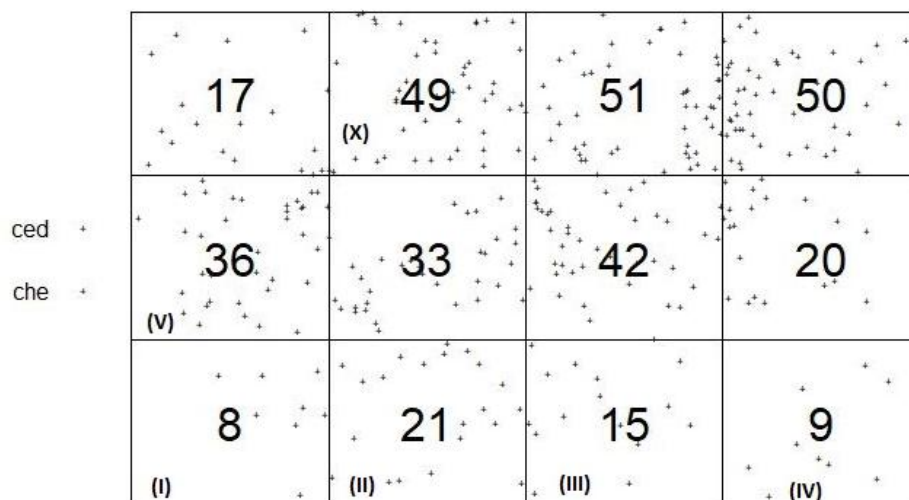 17 49 51 50
(X)
ced
36 33 42 20
che
(V)
8 21 15 9
(I) (II) (III) (IV)